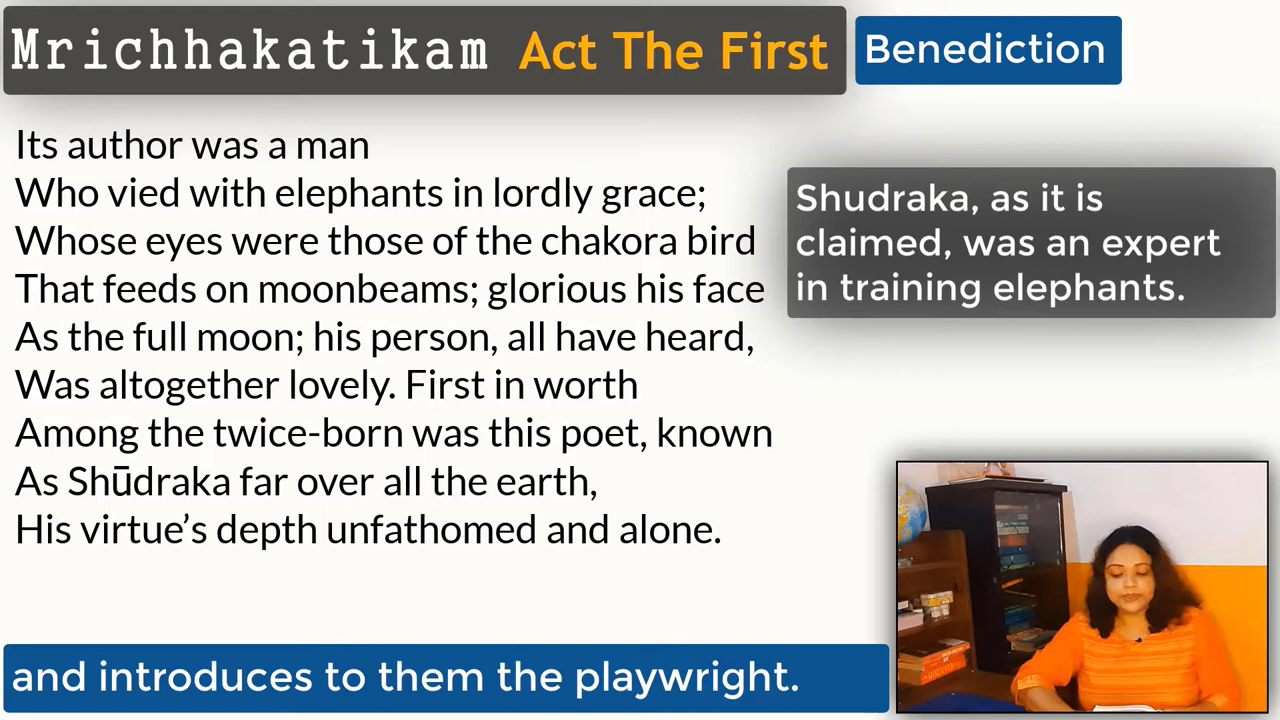 Mrichhakatikam Act The First
Benediction
Its author was a man
Who vied with elephants in lordly grace;
Whose eyes were those of the chakora bird
That feeds on moonbeams; glorious his face
As the full moon; his person, all have heard,
Was altogether lovely. First in worth
Among the twice-born was this poet, known
As Shūdraka far over all the earth,
His virtue’s depth unfathomed and alone.
Shudraka, as it is
claimed, was an expert
in training elephants.
and introduces to them the playwright.